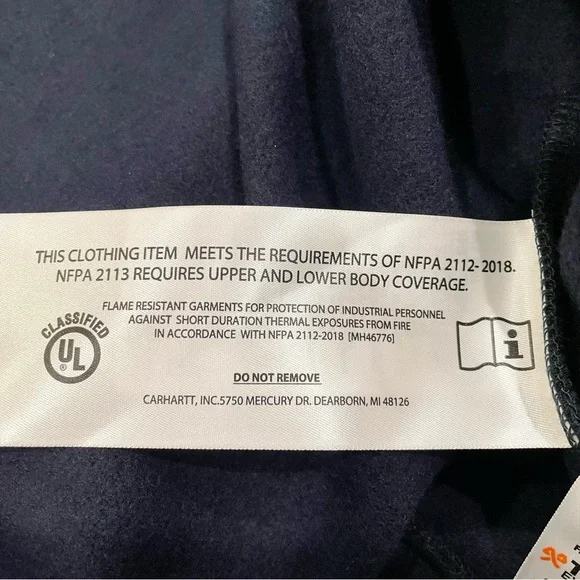 THIS CLOTHING ITEM MEETS THE REQUIREMENTS OF NFPA 2112-2018.
NFPA 2113 REQUIRES UPPER AND LOWER BODY COVERAGE.
FLAME RESISTANT GARMENTS FOR PROTECTION OF INDUSTRIAL PERSONNEL
AGAINST SHORT DURATION THERMAL EXPOSURES FROM FIRE
IN ACCORDANCE WITH NFPA 2112-2018 [MH46776]
CLASSIFIED
UL
®
i
DO NOT REMOVE
CARHARTT, INC.5750 MERCURY DR. DEARBORN, MI 48126